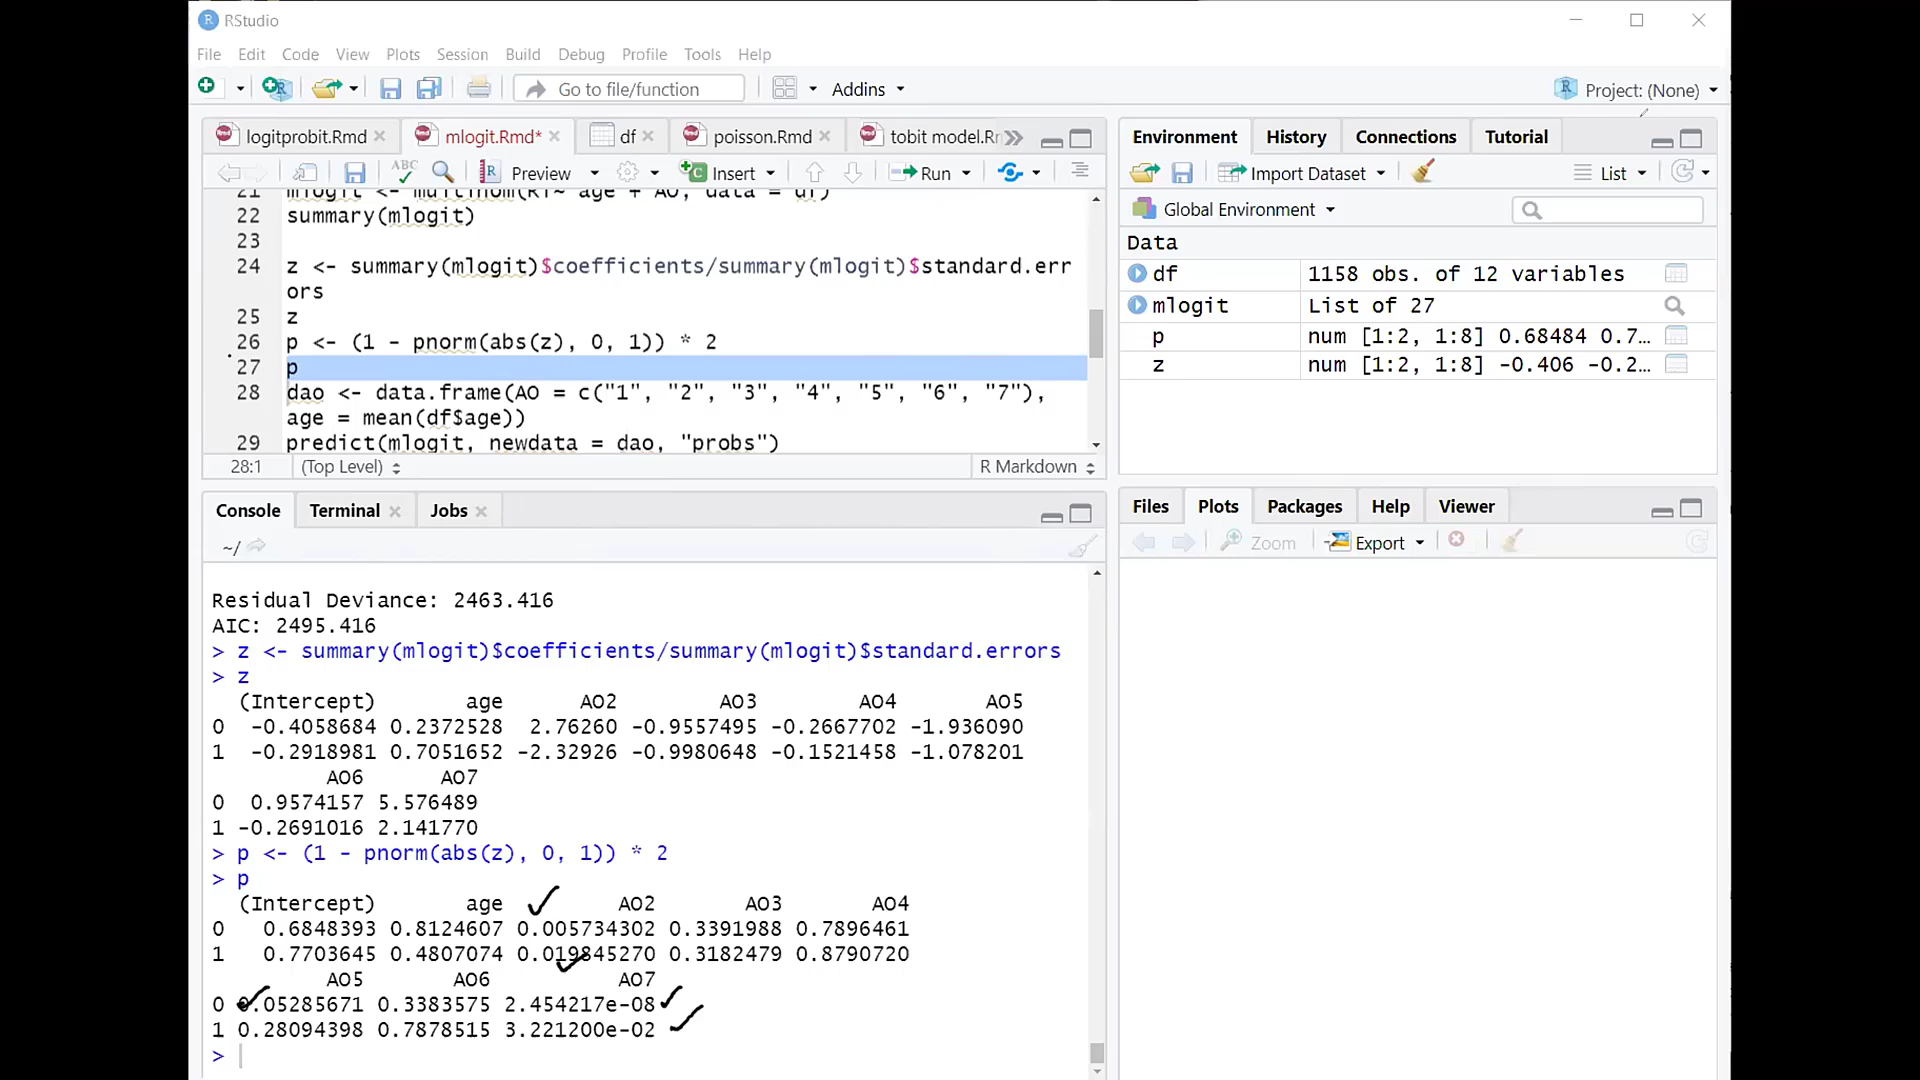 RStudio
File Edit Code View Plots Session Build Debug Profile Tools Help
Go to file/function Addins Project: (None)
logitprobit.Rmd mlogit.Rmd* df poisson.Rmd tobit model.Rr
ABC Preview Insert Run
21 mlogit <- multinom(RT~ age + AO, data = df)
22 summary(mlogit)
23
24 z <- summary(mlogit)$coefficients/summary(mlogit)$standard.err
ors
25 z
26 p <- (1 - pnorm(abs(z), 0, 1)) * 2
27 p
28 dao <- data.frame(AO = c("1", "2", "3", "4", "5", "6", "7"),
age = mean(df$age))
29 predict(mlogit, newdata = dao, "probs")
28:1 (Top Level) R Markdown
Console Terminal Jobs
~/
Residual Deviance: 2463.416
AIC: 2495.416
> z <- summary(mlogit)$coefficients/summary(mlogit)$standard.errors
> z
(Intercept) age AO2 AO3 AO4 AO5
0 -0.4058684 0.2372528 2.76260 -0.9557495 -0.2667702 -1.936090
1 -0.2918981 0.7051652 -2.32926 -0.9980648 -0.1521458 -1.078201
AO6 AO7
0 0.9574157 5.576489
1 -0.2691016 2.141770
> p <- (1 - pnorm(abs(z), 0, 1)) * 2
> p
(Intercept) age AO2 AO3 AO4
0 0.6848393 0.8124607 0.005734302 0.3391988 0.7896461
1 0.7703645 0.4807074 0.019845270 0.3182479 0.8790720
AO5 AO6 AO7
0 0.05285671 0.3383575 2.454217e-08
1 0.28094398 0.7878515 3.221200e-02
>
Environment History Connections Tutorial
Import Dataset List
Global Environment
Data
df 1158 obs. of 12 variables
mlogit List of 27
p num [1:2, 1:8] 0.68484 0.7…
z num [1:2, 1:8] -0.406 -0.2…
Files Plots Packages Help Viewer
Zoom Export